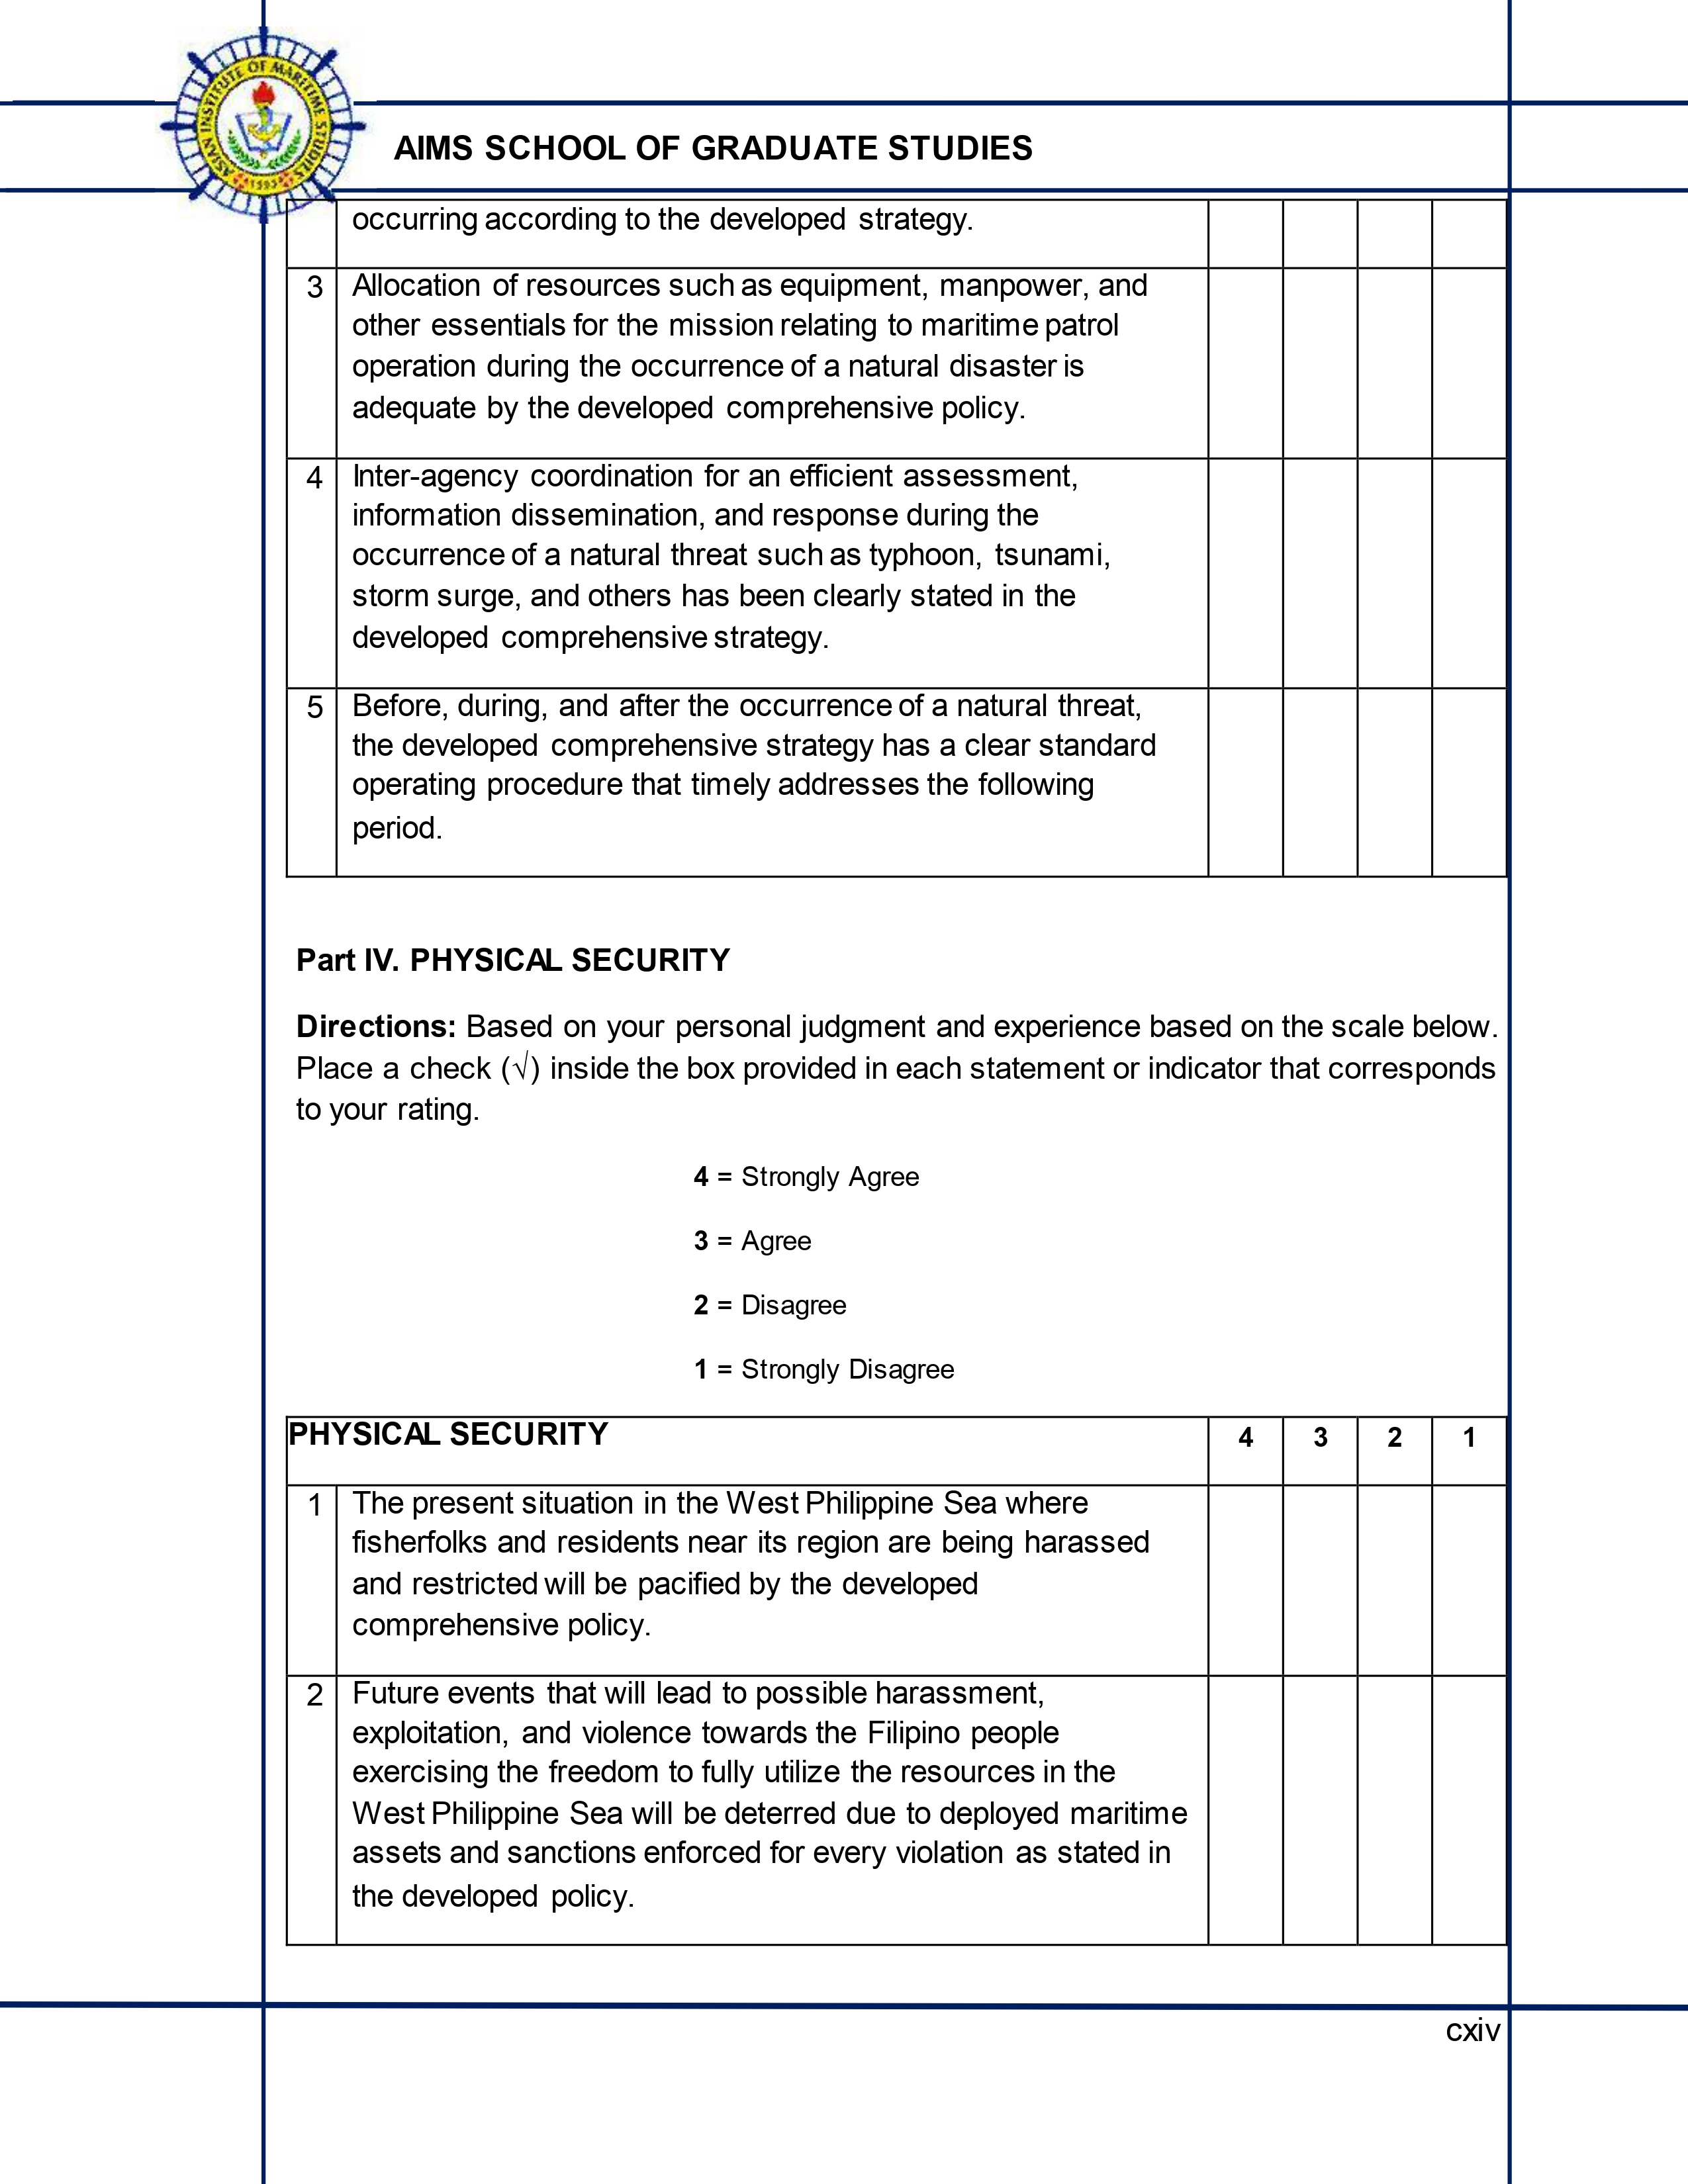 ASIAN INSTITUTE OF MARITIME STUDIES
1993
AIMS SCHOOL OF GRADUATE STUDIES
occurring according to the developed strategy.
3 Allocation of resources such as equipment, manpower, and
other essentials for the mission relating to maritime patrol
operation during the occurrence of a natural disaster is
adequate by the developed comprehensive policy.
4 Inter-agency coordination for an efficient assessment,
information dissemination, and response during the
occurrence of a natural threat such as typhoon, tsunami,
storm surge, and others has been clearly stated in the
developed comprehensive strategy.
5 Before, during, and after the occurrence of a natural threat,
the developed comprehensive strategy has a clear standard
operating procedure that timely addresses the following
period.
Part IV. PHYSICAL SECURITY
Directions: Based on your personal judgment and experience based on the scale below.
Place a check (√) inside the box provided in each statement or indicator that corresponds
to your rating.
4 = Strongly Agree
3 = Agree
2 = Disagree
1 = Strongly Disagree
PHYSICAL SECURITY 4 3 2 1
1 The present situation in the West Philippine Sea where
fisherfolks and residents near its region are being harassed
and restricted will be pacified by the developed
comprehensive policy.
2 Future events that will lead to possible harassment,
exploitation, and violence towards the Filipino people
exercising the freedom to fully utilize the resources in the
West Philippine Sea will be deterred due to deployed maritime
assets and sanctions enforced for every violation as stated in
the developed policy.
cxiv